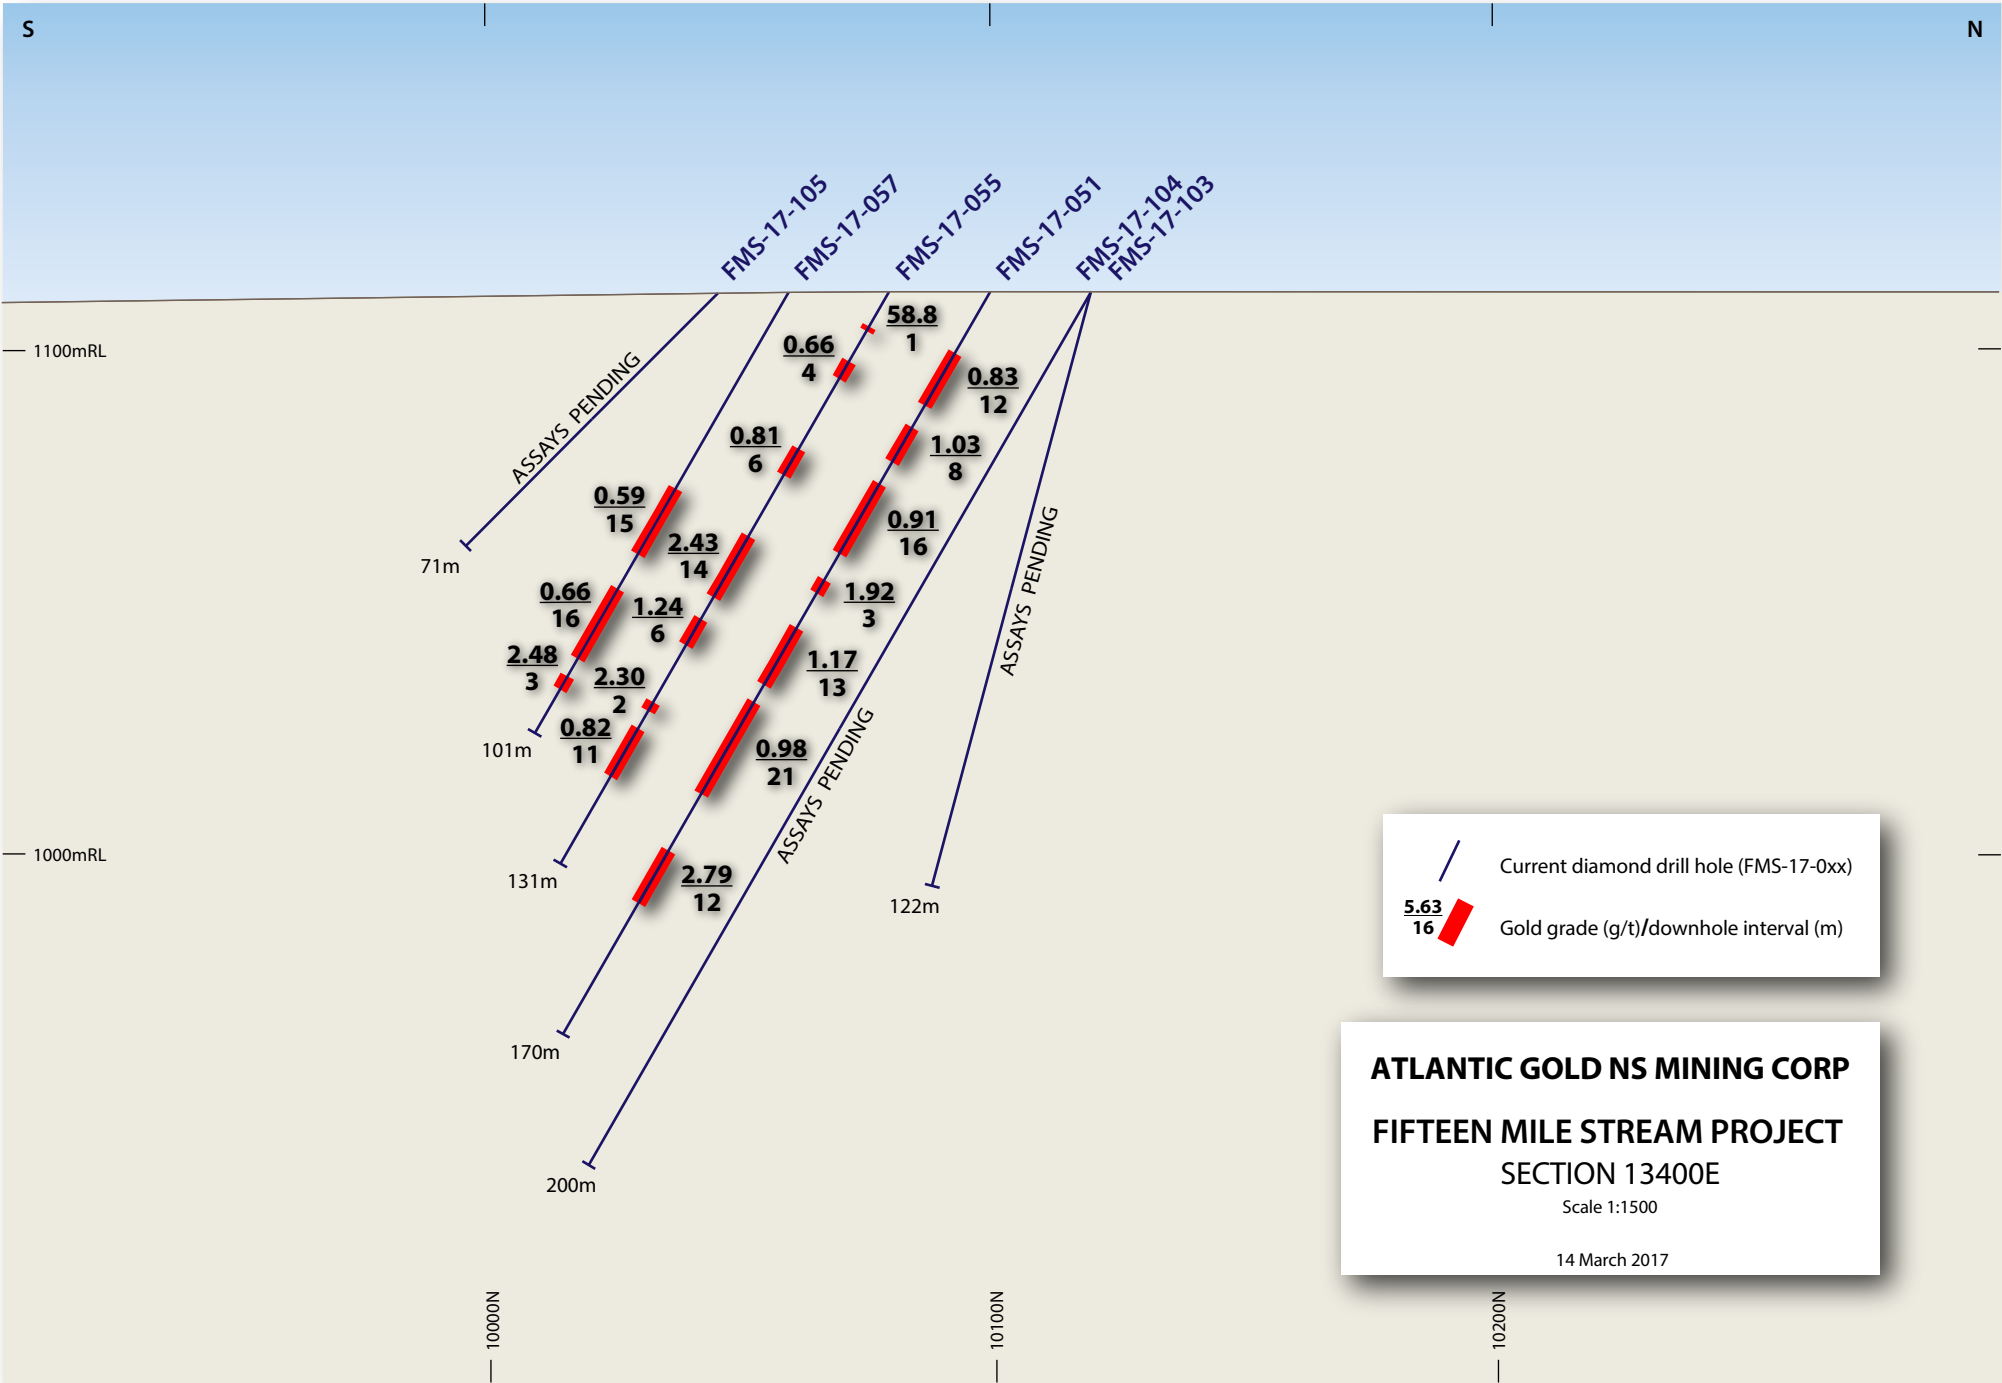 S
N
FMS-17-105
FMS-17-057
FMS-17-055
FMS-17-051
FMS-17-104
FMS-17-103
1100mRL
1000mRL
ASSAYS PENDING
71m
0.59
15
0.66
16
2.48
3
101m
58.8
1
0.66
4
0.81
6
2.43
14
1.24
6
2.30
2
0.82
11
131m
0.83
12
1.03
8
0.91
16
1.92
3
1.17
13
0.98
21
2.79
12
170m
ASSAYS PENDING
200m
ASSAYS PENDING
122m
Current diamond drill hole (FMS-17-0xx)
5.63
16
Gold grade (g/t)/downhole interval (m)
ATLANTIC GOLD NS MINING CORP
FIFTEEN MILE STREAM PROJECT
SECTION 13400E
Scale 1:1500
14 March 2017
10000N
10100N
10200N